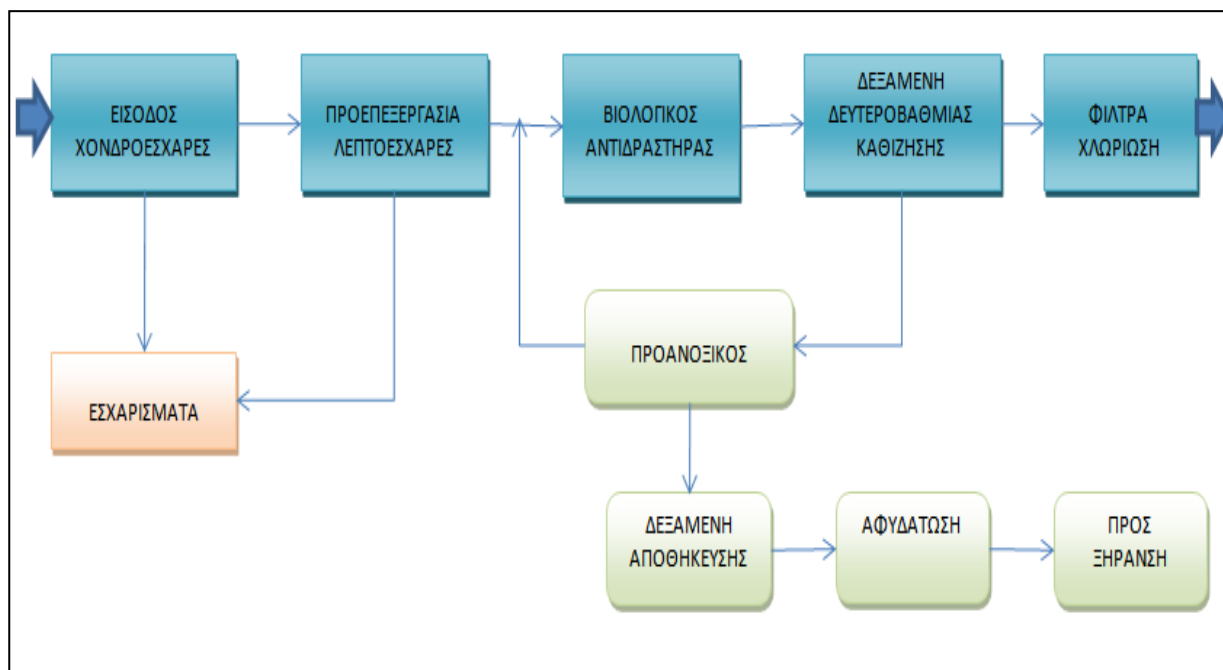 ΕΙΣΟΔΟΣ
ΧΟΝΔΡΟΕΣΧΑΡΕΣ
ΠΡΟΕΠΕΞΕΡΓΑΣΙΑ
ΛΕΠΤΟΕΣΧΑΡΕΣ
ΒΙΟΛΟΓΙΚΟΣ
ΑΝΤΙΔΡΑΣΤΗΡΑΣ
ΔΕΞΑΜΕΝΗ
ΔΕΥΤΕΡΟΒΑΘΜΙΑΣ
ΚΑΘΙΖΗΣΗΣ
ΦΙΛΤΡΑ
ΧΛΩΡΙΩΣΗ
ΠΡΟΑΝΟΞΙΚΟΣ
ΕΣΧΑΡΙΣΜΑΤΑ
ΔΕΞΑΜΕΝΗ
ΑΠΟΘΗΚΕΥΣΗΣ
ΑΦΥΔΑΤΩΣΗ
ΠΡΟΣ
ΞΗΡΑΝΣΗ